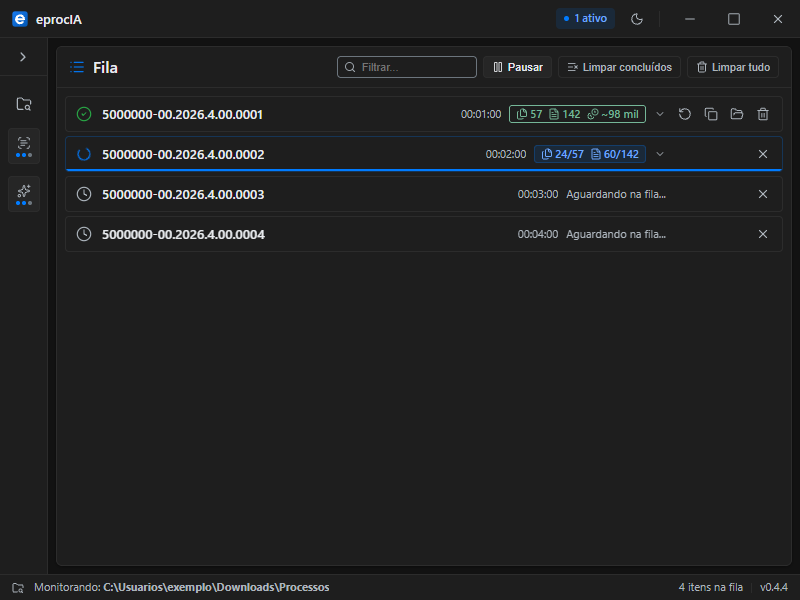 e eprocIA
1 ativo
Fila
Filtrar...
Pausar
Limpar concluídos
Limpar tudo
5000000-00.2026.4.00.0001 00:01:00 57 142 ~98 mil
5000000-00.2026.4.00.0002 00:02:00 24/57 60/142
5000000-00.2026.4.00.0003 00:03:00 Aguardando na fila...
5000000-00.2026.4.00.0004 00:04:00 Aguardando na fila...
Monitorando: C:\Usuarios\exemplo\Downloads\Processos
4 itens na fila
v0.4.4